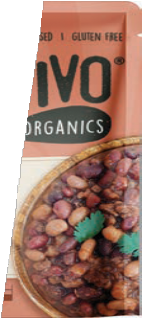 SED | GLUTEN FREE
IVO®
ORGANICS